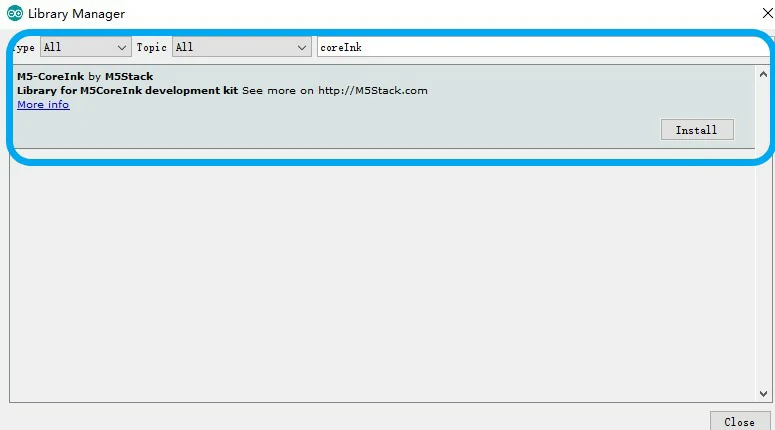 Library Manager
Type All Topic All coreInk
M5-CoreInk by M5Stack
Library for M5CoreInk development kit See more on http://M5Stack.com
More info
Install
Close